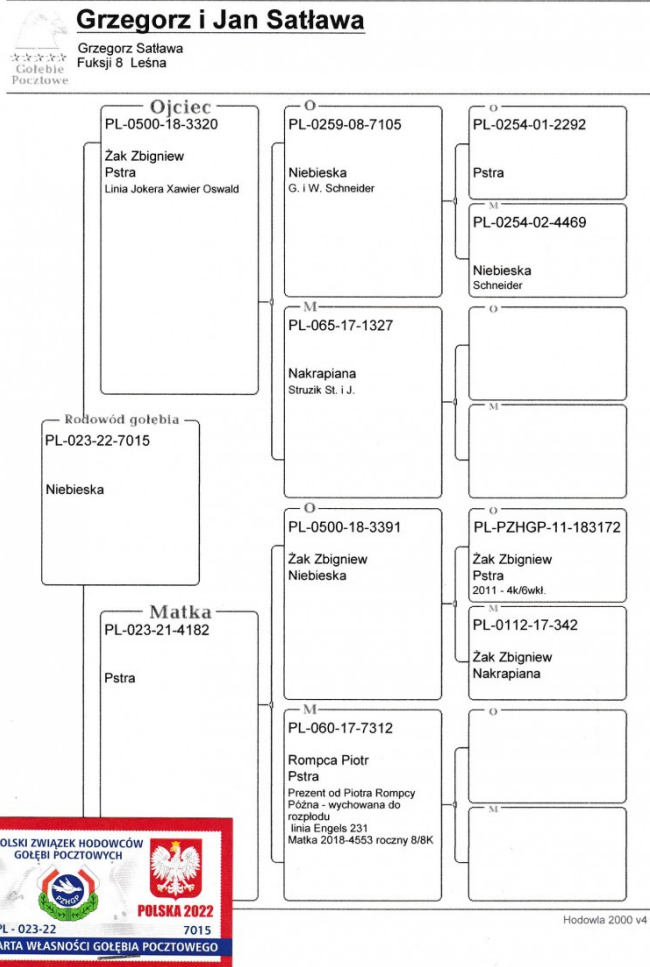 Grzegorz i Jan Satława
Grzegorz Satława
Fuksji 8 Leśna
Gołebie
Pocztowe
Ojciec
PL-0500-18-3320
Żak Zbigniew
Pstra
Linia Jokera Xawier Oswald
O
PL-0259-08-7105
Niebieska
G. i W. Schneider
O
PL-0254-01-2292
Pstra
M
PL-0254-02-4469
Niebieska
Schneider
M
PL-065-17-1327
Nakrapiana
Struzik St. i J.
O
M
Rodowód gołębia
PL-023-22-7015
Niebieska
Matka
PL-023-21-4182
Pstra
O
PL-0500-18-3391
Żak Zbigniew
Niebieska
O
PL-PZHGP-11-183172
Żak Zbigniew
Pstra
2011 - 4k/6wkł.
M
PL-0112-17-342
Żak Zbigniew
Nakrapiana
M
PL-060-17-7312
Rompca Piotr
Pstra
Prezent od Piotra Rompcy
Późna - wychowana do
rozpłodu
linia Engels 231
Matka 2018-4553 roczny 8/8K
O
M
OLSKI ZWIĄZEK HODOWCÓW
GOŁĘBI POCZTOWYCH
PZHGP
POLSKA 2022
PL - 023-22 7015
ARTA WŁASNOŚCI GOŁĘBIA POCZTOWEGO
Hodowla 2000 v4